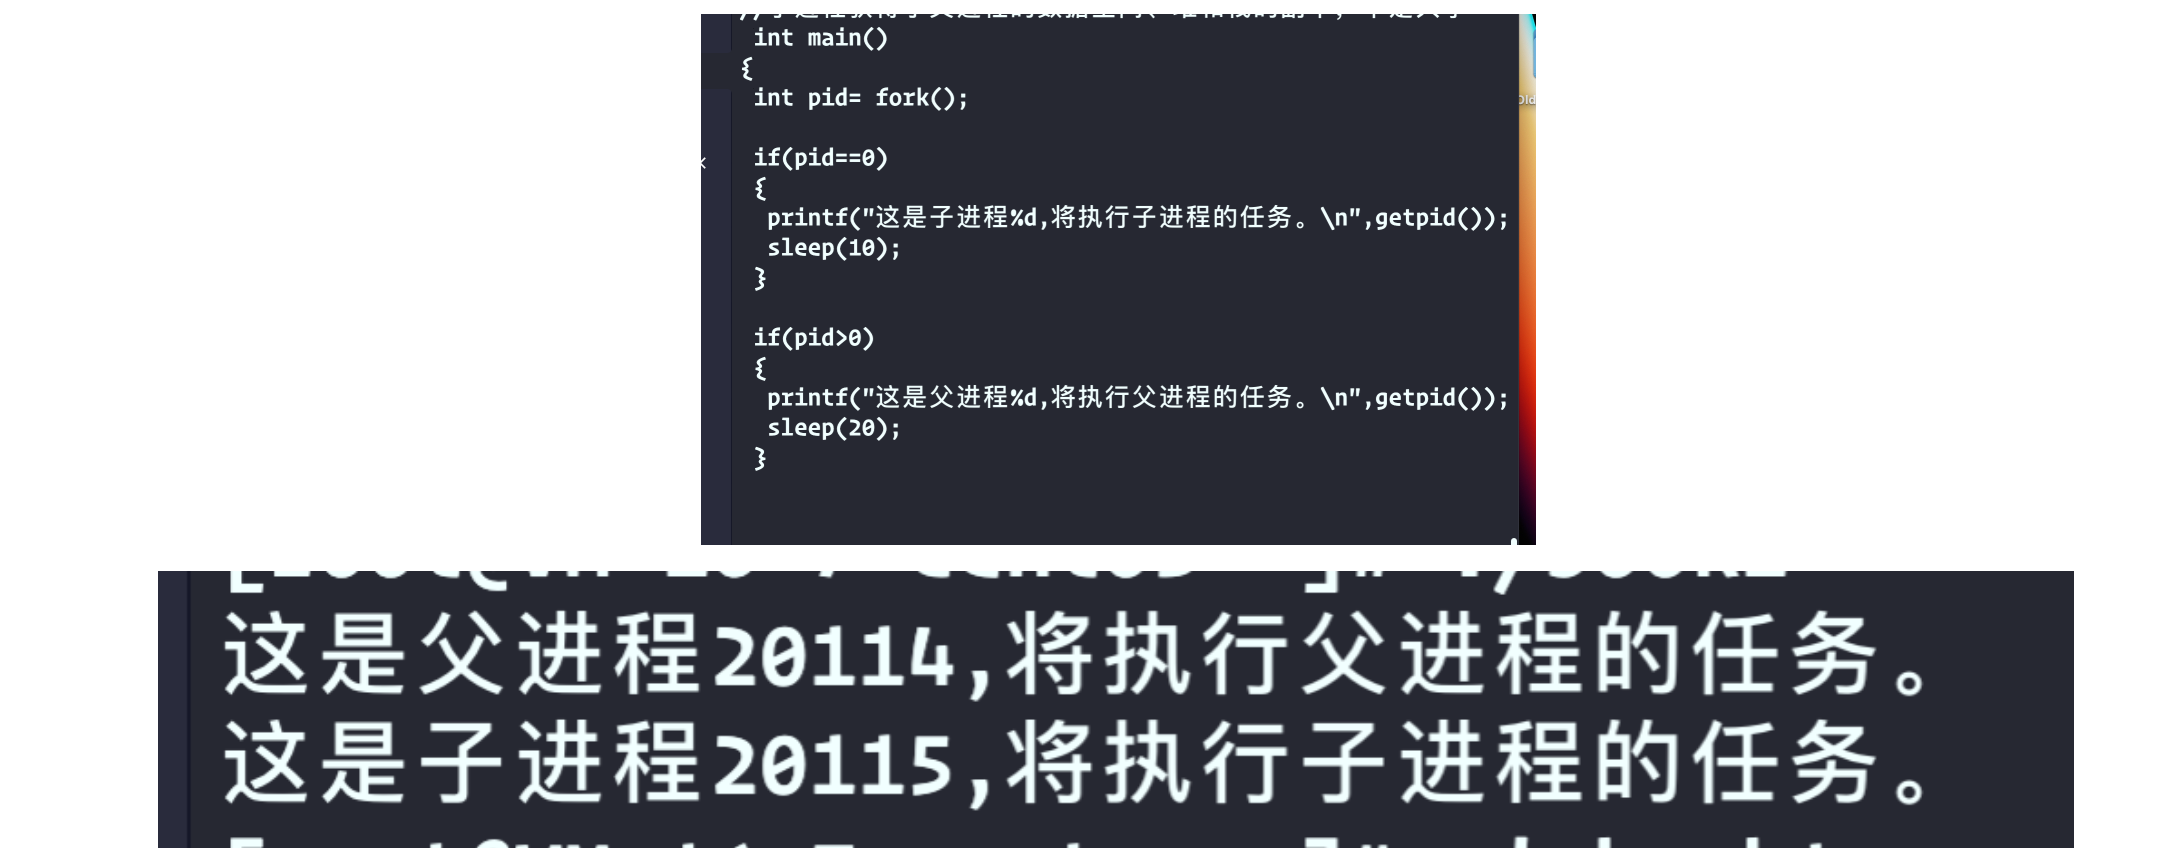 int main()
{
int pid= fork();
if(pid==0)
{
printf("这是子进程%d,将执行子进程的任务。\n",getpid());
sleep(10);
}
if(pid>0)
{
printf("这是父进程%d,将执行父进程的任务。\n",getpid());
sleep(20);
}
这是父进程20114,将执行父进程的任务。
这是子进程20115,将执行子进程的任务。